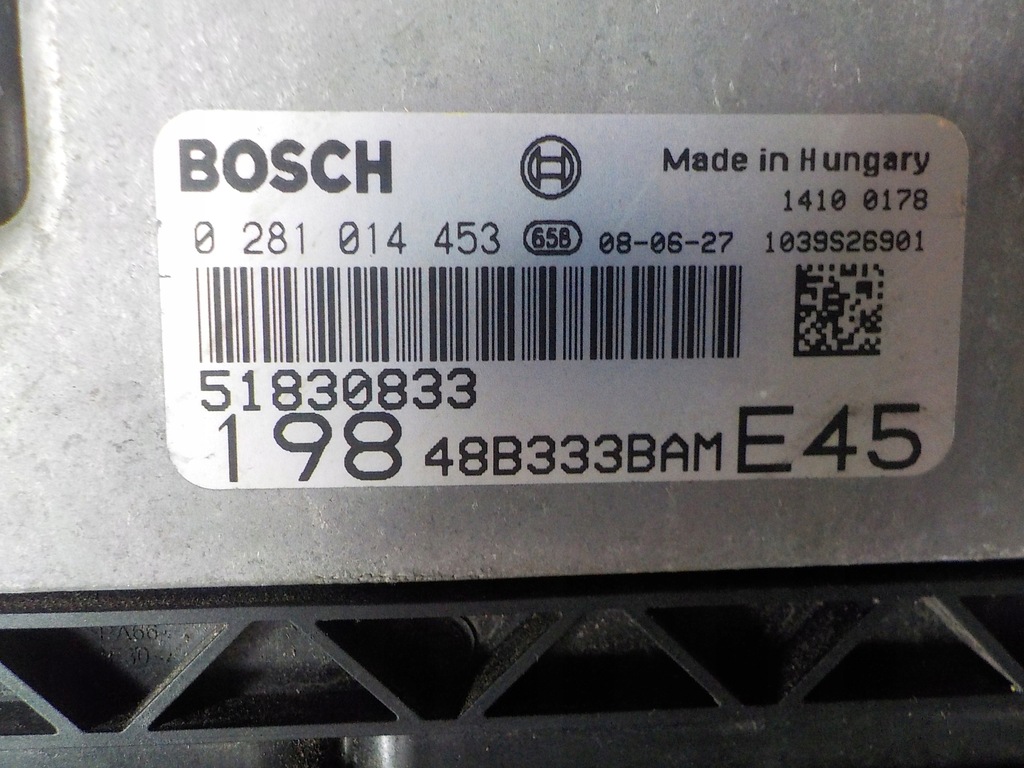 BOSCH Made in Hungary
1410 0178
0 281 014 453 658 08-06-27 1039S26901
51830833
198 48B333BAM E45
PA66